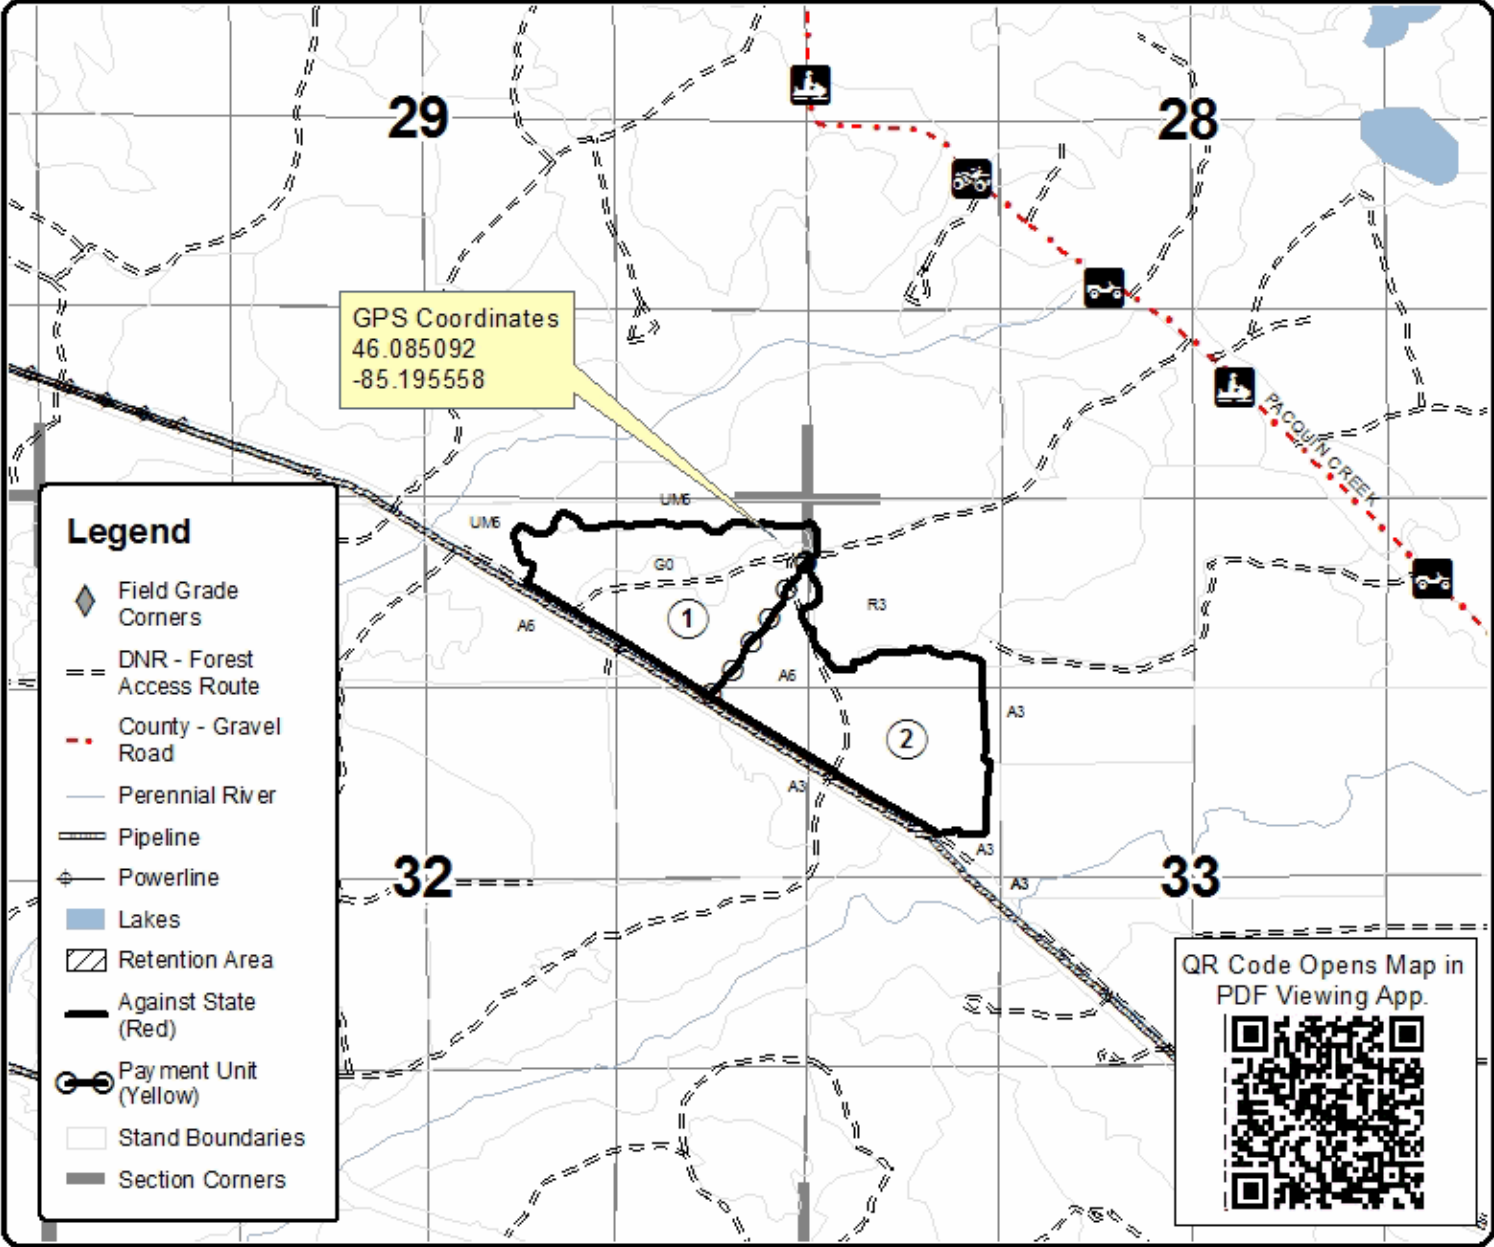 29
28
GPS Coordinates
46.085092
-85.195558
PACQUIN CREEK
UM6
UM6
G0
1
A6
R3
A6
A3
2
A3
A3
A3
32
33
Legend
Field Grade
Corners
DNR - Forest
Access Route
County - Gravel
Road
Perennial River
Pipeline
Powerline
Lakes
Retention Area
Against State
(Red)
Payment Unit
(Yellow)
Stand Boundaries
Section Corners
QR Code Opens Map in
PDF Viewing App.